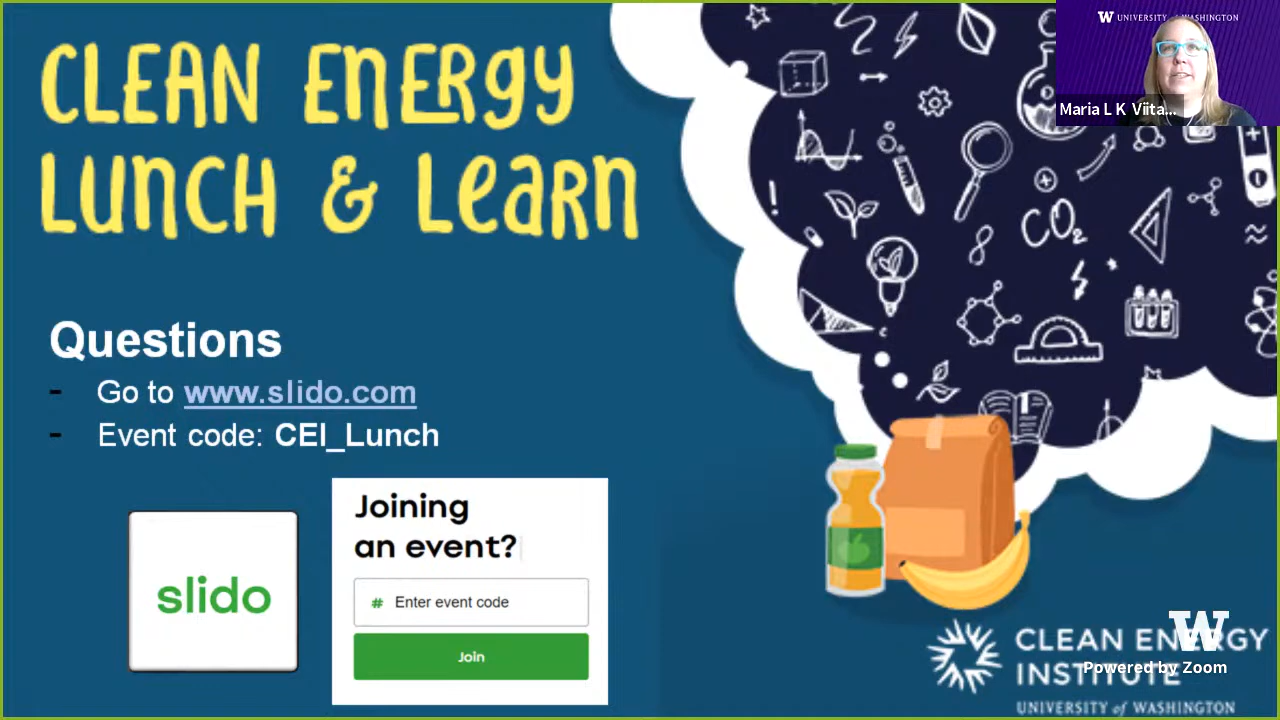 CLEAN ENERGY
LUNCH & LEARN
UNIVERSITY of WASHINGTON
Maria L K Viita...
CO2
Questions
- Go to www.slido.com
- Event code: CEI_Lunch
slido
Joining
an event?
# Enter event code
Join
W
CLEAN ENERGY
INSTITUTE
Powered by Zoom
UNIVERSITY of WASHINGTON